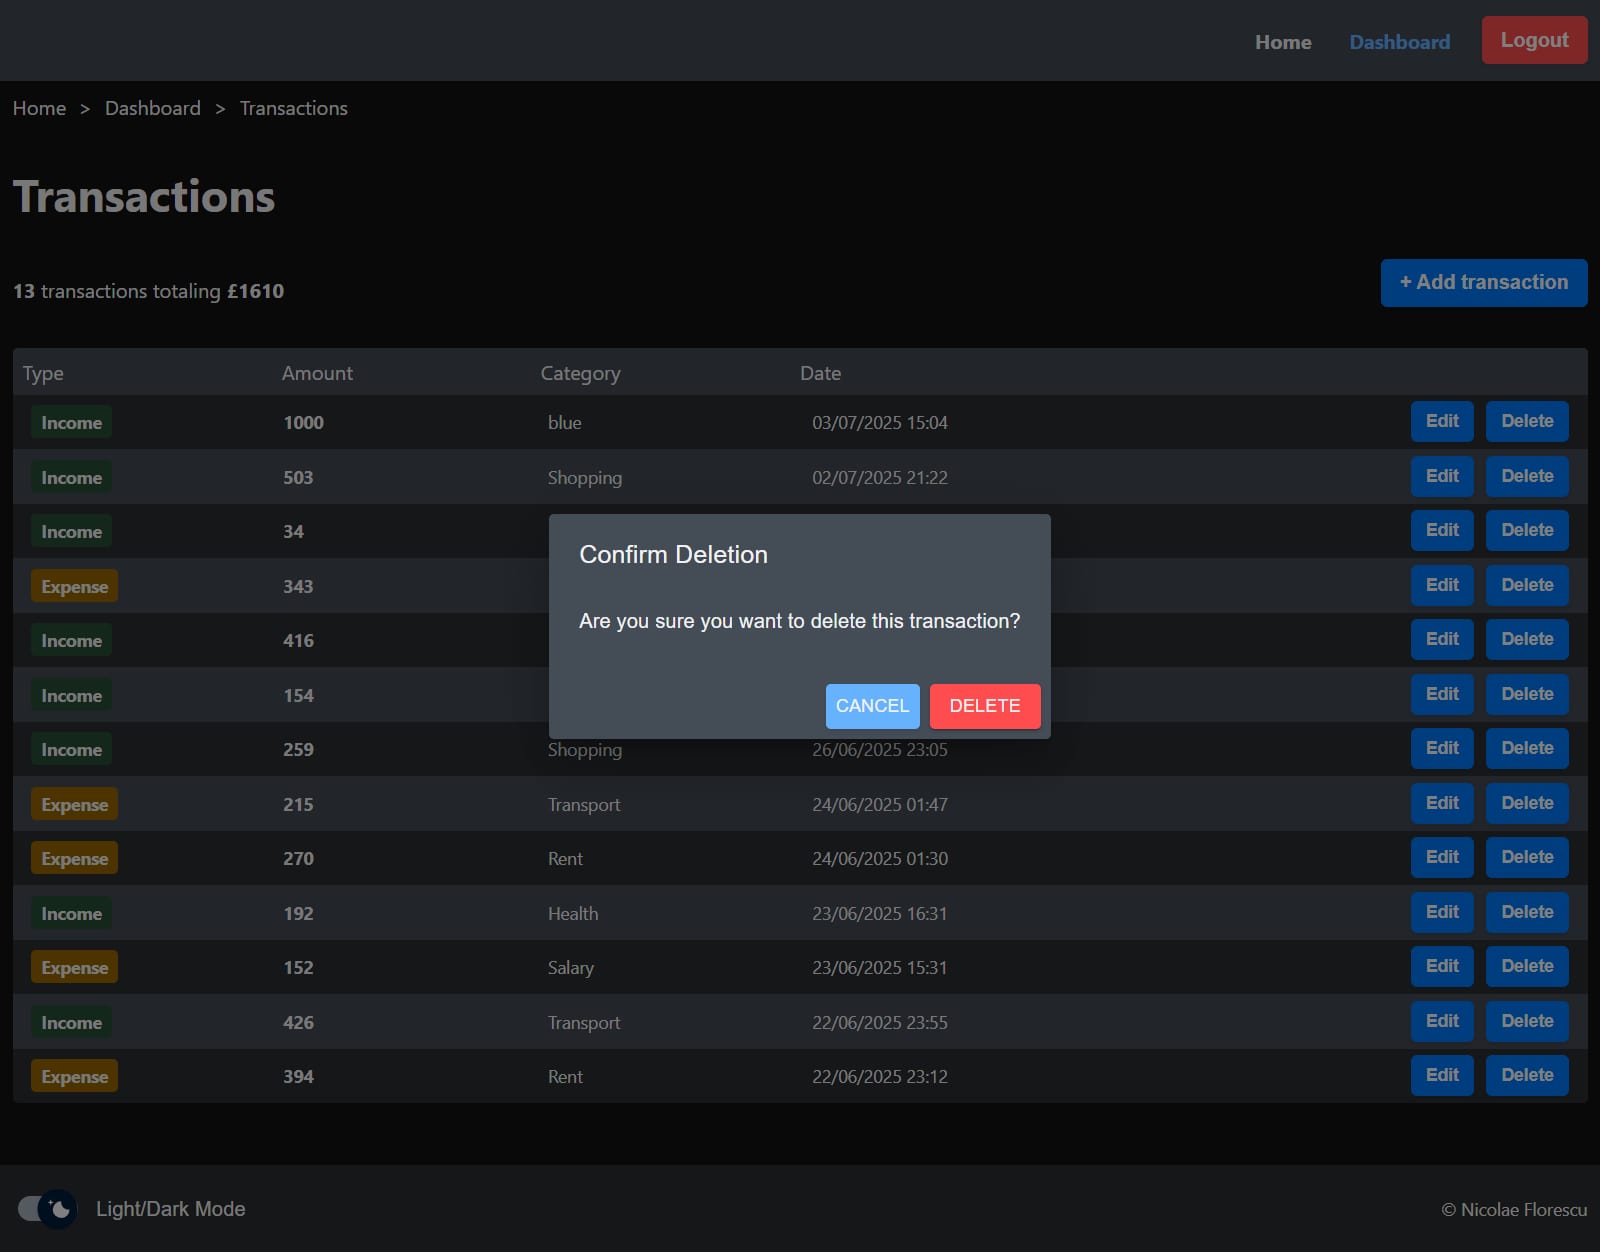 Home Dashboard Logout
Home > Dashboard > Transactions
Transactions
13 transactions totaling £1610
+ Add transaction
Type Amount Category Date
Income 1000 blue 03/07/2025 15:04 Edit Delete
Income 503 Shopping 02/07/2025 21:22 Edit Delete
Income 34 Edit Delete
Expense 343 Edit Delete
Income 416 Edit Delete
Income 154 Edit Delete
Confirm Deletion
Are you sure you want to delete this transaction?
CANCEL DELETE
Income 259 Shopping 26/06/2025 23:05 Edit Delete
Expense 215 Transport 24/06/2025 01:47 Edit Delete
Expense 270 Rent 24/06/2025 01:30 Edit Delete
Income 192 Health 23/06/2025 16:31 Edit Delete
Expense 152 Salary 23/06/2025 15:31 Edit Delete
Income 426 Transport 22/06/2025 23:55 Edit Delete
Expense 394 Rent 22/06/2025 23:12 Edit Delete
Light/Dark Mode
© Nicolae Florescu